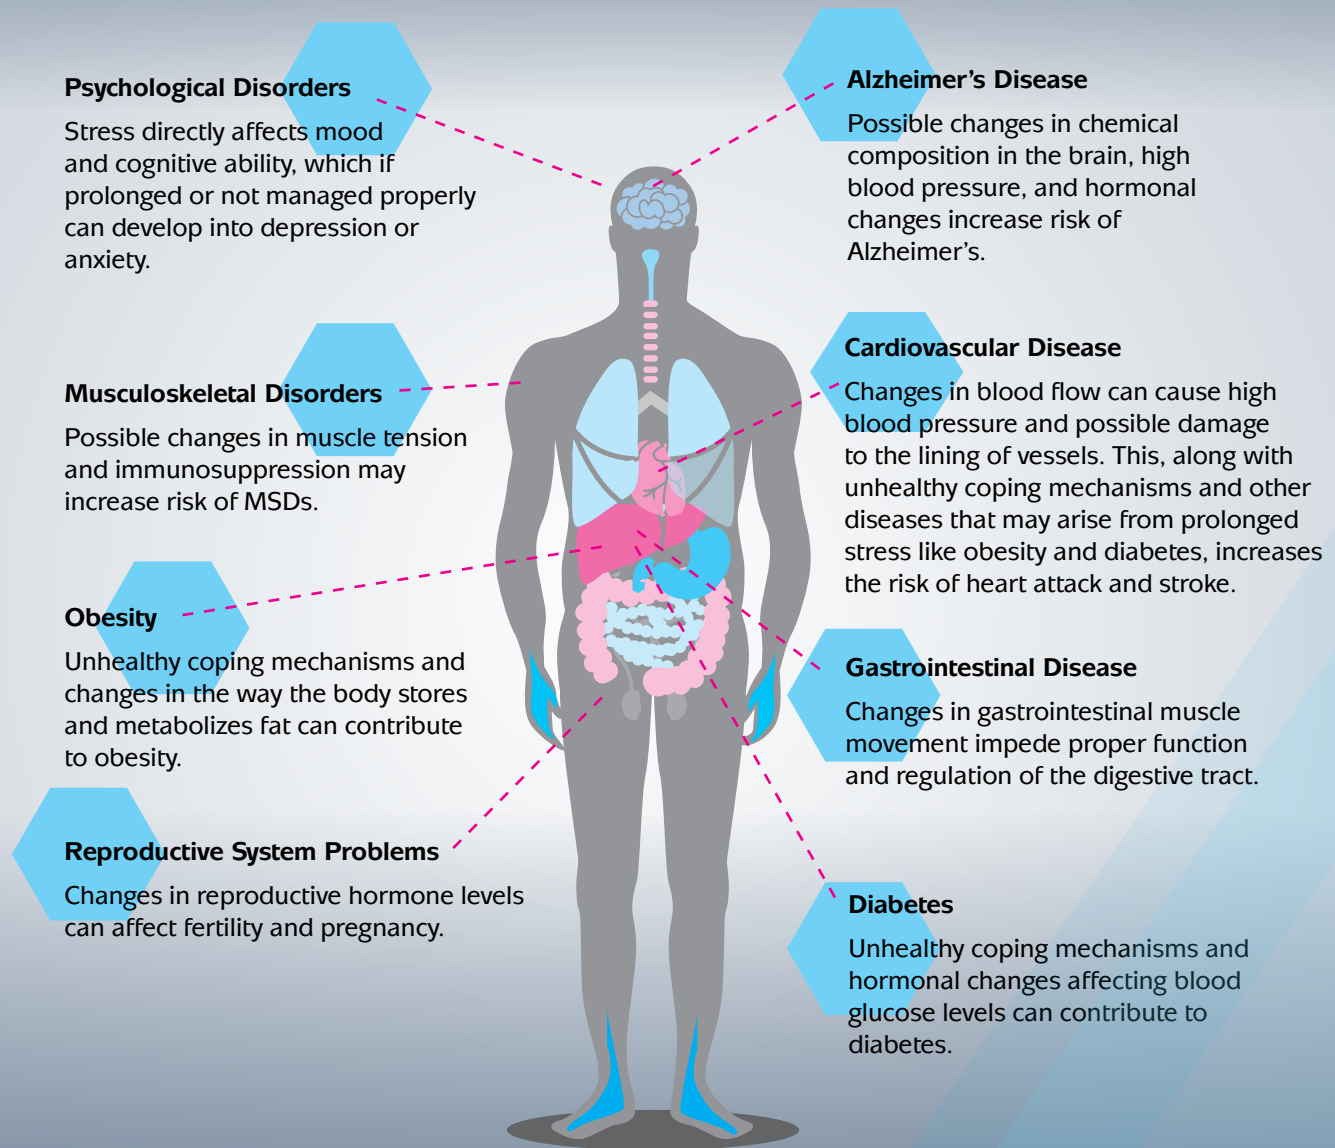 Psychological Disorders
Stress directly affects mood
and cognitive ability, which if
prolonged or not managed properly
can develop into depression or
anxiety.
Musculoskeletal Disorders
Possible changes in muscle tension
and immunosuppression may
increase risk of MSDs.
Obesity
Unhealthy coping mechanisms and
changes in the way the body stores
and metabolizes fat can contribute
to obesity.
Reproductive System Problems
Changes in reproductive hormone levels
can affect fertility and pregnancy.
Alzheimer’s Disease
Possible changes in chemical
composition in the brain, high
blood pressure, and hormonal
changes increase risk of
Alzheimer’s.
Cardiovascular Disease
Changes in blood flow can cause high
blood pressure and possible damage
to the lining of vessels. This, along with
unhealthy coping mechanisms and other
diseases that may arise from prolonged
stress like obesity and diabetes, increases
the risk of heart attack and stroke.
Gastrointestinal Disease
Changes in gastrointestinal muscle
movement impede proper function
and regulation of the digestive tract.
Diabetes
Unhealthy coping mechanisms and
hormonal changes affecting blood
glucose levels can contribute to
diabetes.